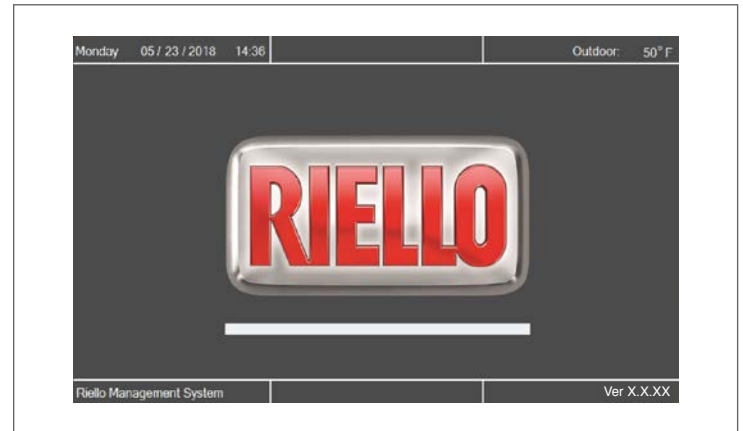 Monday 05 / 23 / 2018 14:36 Outdoor: 50° F
RIELLO
Riello Management System Ver X.X.XX